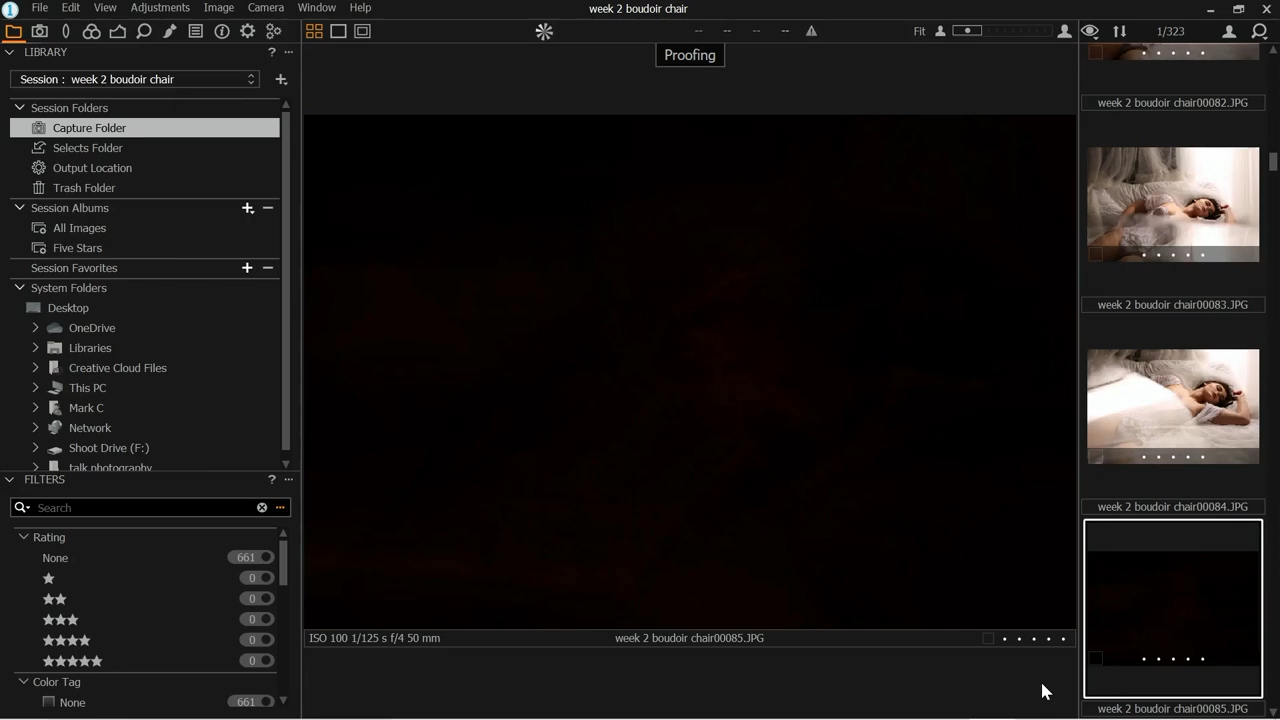 1
File
Edit
View
Adjustments
Image
Camera
Window
Help
week 2 boudoir chair
-- -- -- --
Fit
1/323
LIBRARY
? ...
Session : week 2 boudoir chair
Session Folders
Capture Folder
Selects Folder
Output Location
Trash Folder
Session Albums
All Images
Five Stars
Session Favorites
System Folders
Desktop
OneDrive
Libraries
Creative Cloud Files
This PC
Mark C
Network
Shoot Drive (F:)
talk photography
FILTERS
? ...
Search
Rating
None 661
0
0
0
0
0
Color Tag
None 661
Proofing
ISO 100 1/125 s f/4 50 mm
week 2 boudoir chair00085.JPG
week 2 boudoir chair00082.JPG
week 2 boudoir chair00083.JPG
week 2 boudoir chair00084.JPG
week 2 boudoir chair00085.JPG